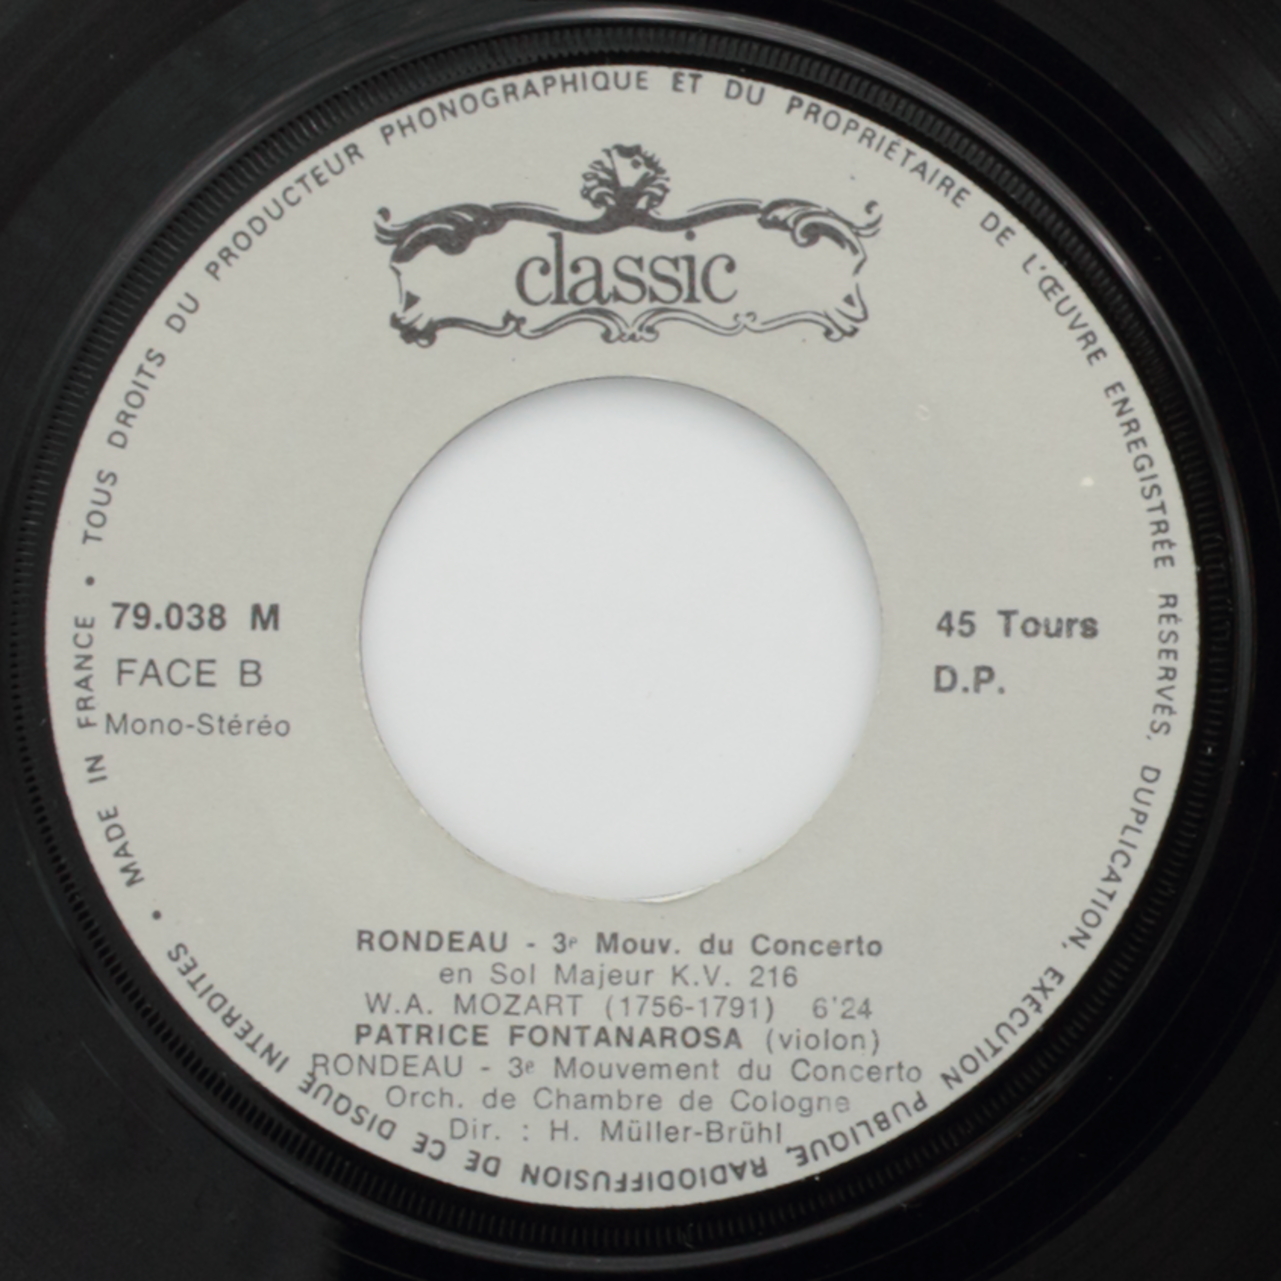 TOUS DROITS DU PRODUCTEUR PHONOGRAPHIQUE ET DU PROPRIÉTAIRE DE L'ŒUVRE ENREGISTRÉE RÉSERVÉS. DUPLICATION, EXÉCUTION PUBLIQUE, RADIODIFFUSION DE CE DISQUE INTERDITES • MADE IN FRANCE •
classic
79.038 M
FACE B
Mono-Stéréo
45 Tours
D.P.
RONDEAU - 3e Mouv. du Concerto
en Sol Majeur K.V. 216
W.A. MOZART (1756-1791) 6'24
PATRICE FONTANAROSA (violon)
RONDEAU - 3e Mouvement du Concerto
Orch. de Chambre de Cologne
Dir. : H. Müller-Brühl